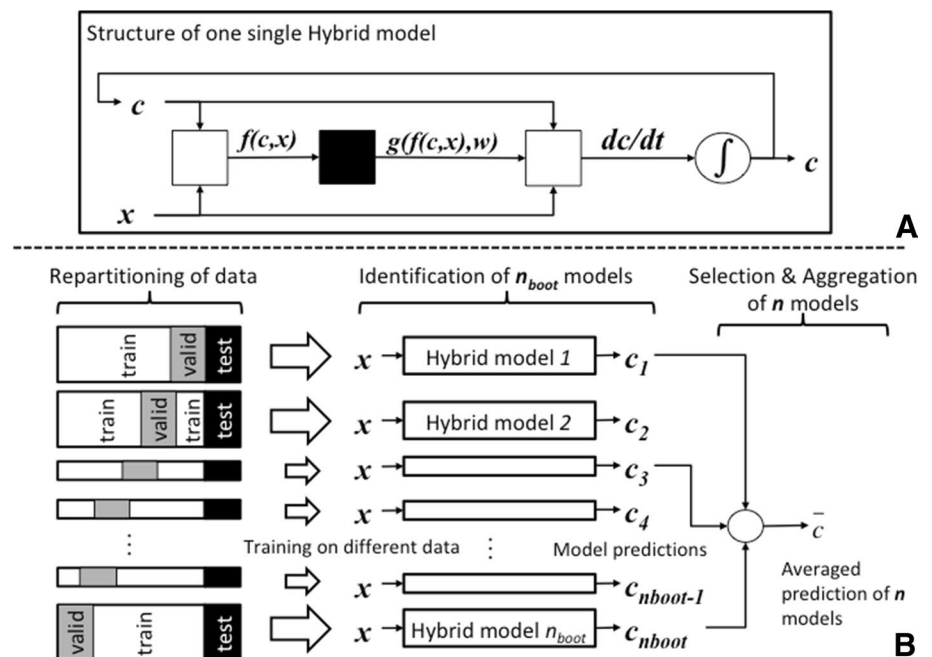 Structure of one single Hybrid model
c
f(c,x)
g(f(c,x),w)
dc/dt
∫
c
x
A
Repartitioning of data
Identification of n_boot models
Selection & Aggregation
of n models
train
valid
test
x
Hybrid model 1
c_1
train
valid
train
test
x
Hybrid model 2
c_2
x
c_3
x
c_4
c̄
⋮
Training on different data
⋮
Model predictions
x
c_nboot-1
Averaged
prediction of n
models
valid
train
test
x
Hybrid model n_boot
c_nboot
B